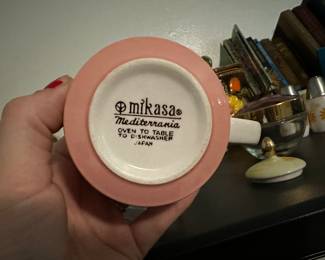 mikasa®
Mediterrania
OVEN TO TABLE
TO DISHWASHER
JAPAN